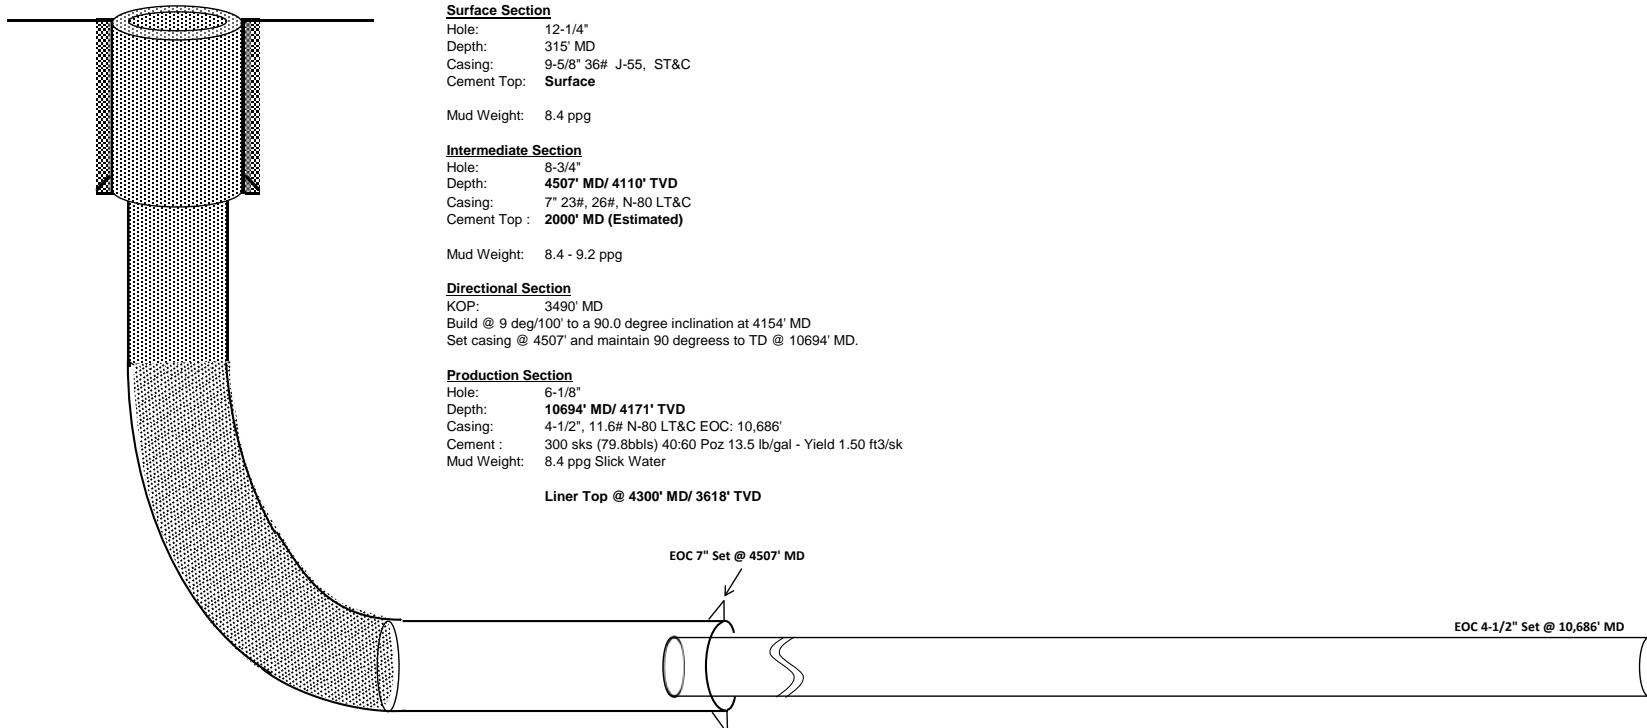 Surface Section
Hole: 12-1/4"
Depth: 315' MD
Casing: 9-5/8" 36# J-55, ST&C
Cement Top: Surface
Mud Weight: 8.4 ppg
Intermediate Section
Hole: 8-3/4"
Depth: 4507' MD/ 4110' TVD
Casing: 7" 23#, 26#, N-80 LT&C
Cement Top : 2000' MD (Estimated)
Mud Weight: 8.4 - 9.2 ppg
Directional Section
KOP: 3490' MD
Build @ 9 deg/100' to a 90.0 degree inclination at 4154' MD
Set casing @ 4507' and maintain 90 degreess to TD @ 10694' MD.
Production Section
Hole: 6-1/8"
Depth: 10694' MD/ 4171' TVD
Casing: 4-1/2", 11.6# N-80 LT&C EOC: 10,686'
Cement : 300 sks (79.8bbls) 40:60 Poz 13.5 lb/gal - Yield 1.50 ft3/sk
Mud Weight: 8.4 ppg Slick Water
Liner Top @ 4300' MD/ 3618' TVD
EOC 7" Set @ 4507' MD
EOC 4-1/2" Set @ 10,686' MD